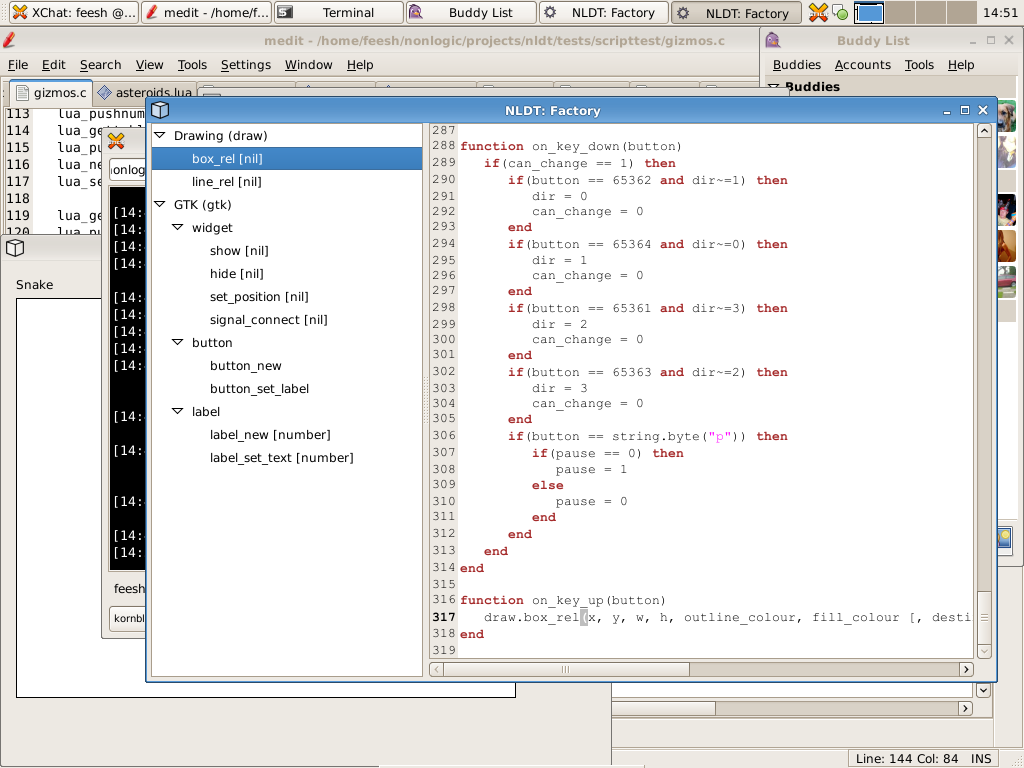 XChat: feesh @...
medit - /home/f...
Terminal
Buddy List
NLDT: Factory
NLDT: Factory
14:51
medit - /home/feesh/nonlogic/projects/nldt/tests/scripttest/gizmos.c
Buddy List
File Edit Search View Tools Settings Window Help
Buddies Accounts Tools Help
gizmos.c
asteroids.lua
Buddies
113 lua_pushnum
114
115
116 lua_ne
117 lua_se
118
119 lua_ge
120
Snake
[14:
[14:
[14:
[14:
[14:
[14:
[14:
[14:
[14:
[14:
[14:
[14:
[14:
[14:
feesh
kornbl
NLDT: Factory
Drawing (draw)
box_rel [nil]
line_rel [nil]
GTK (gtk)
widget
show [nil]
hide [nil]
set_position [nil]
signal_connect [nil]
button
button_new
button_set_label
label
label_new [number]
label_set_text [number]
287
288 function on_key_down(button)
289 if(can_change == 1) then
290 if(button == 65362 and dir~=1) then
291 dir = 0
292 can_change = 0
293 end
294 if(button == 65364 and dir~=0) then
295 dir = 1
296 can_change = 0
297 end
298 if(button == 65361 and dir~=3) then
299 dir = 2
300 can_change = 0
301 end
302 if(button == 65363 and dir~=2) then
303 dir = 3
304 can_change = 0
305 end
306 if(button == string.byte("p")) then
307 if(pause == 0) then
308 pause = 1
309 else
310 pause = 0
311 end
312 end
313 end
314 end
315
316 function on_key_up(button)
317 draw.box_rel(x, y, w, h, outline_colour, fill_colour [, desti
318 end
319
Line: 144 Col: 84 INS